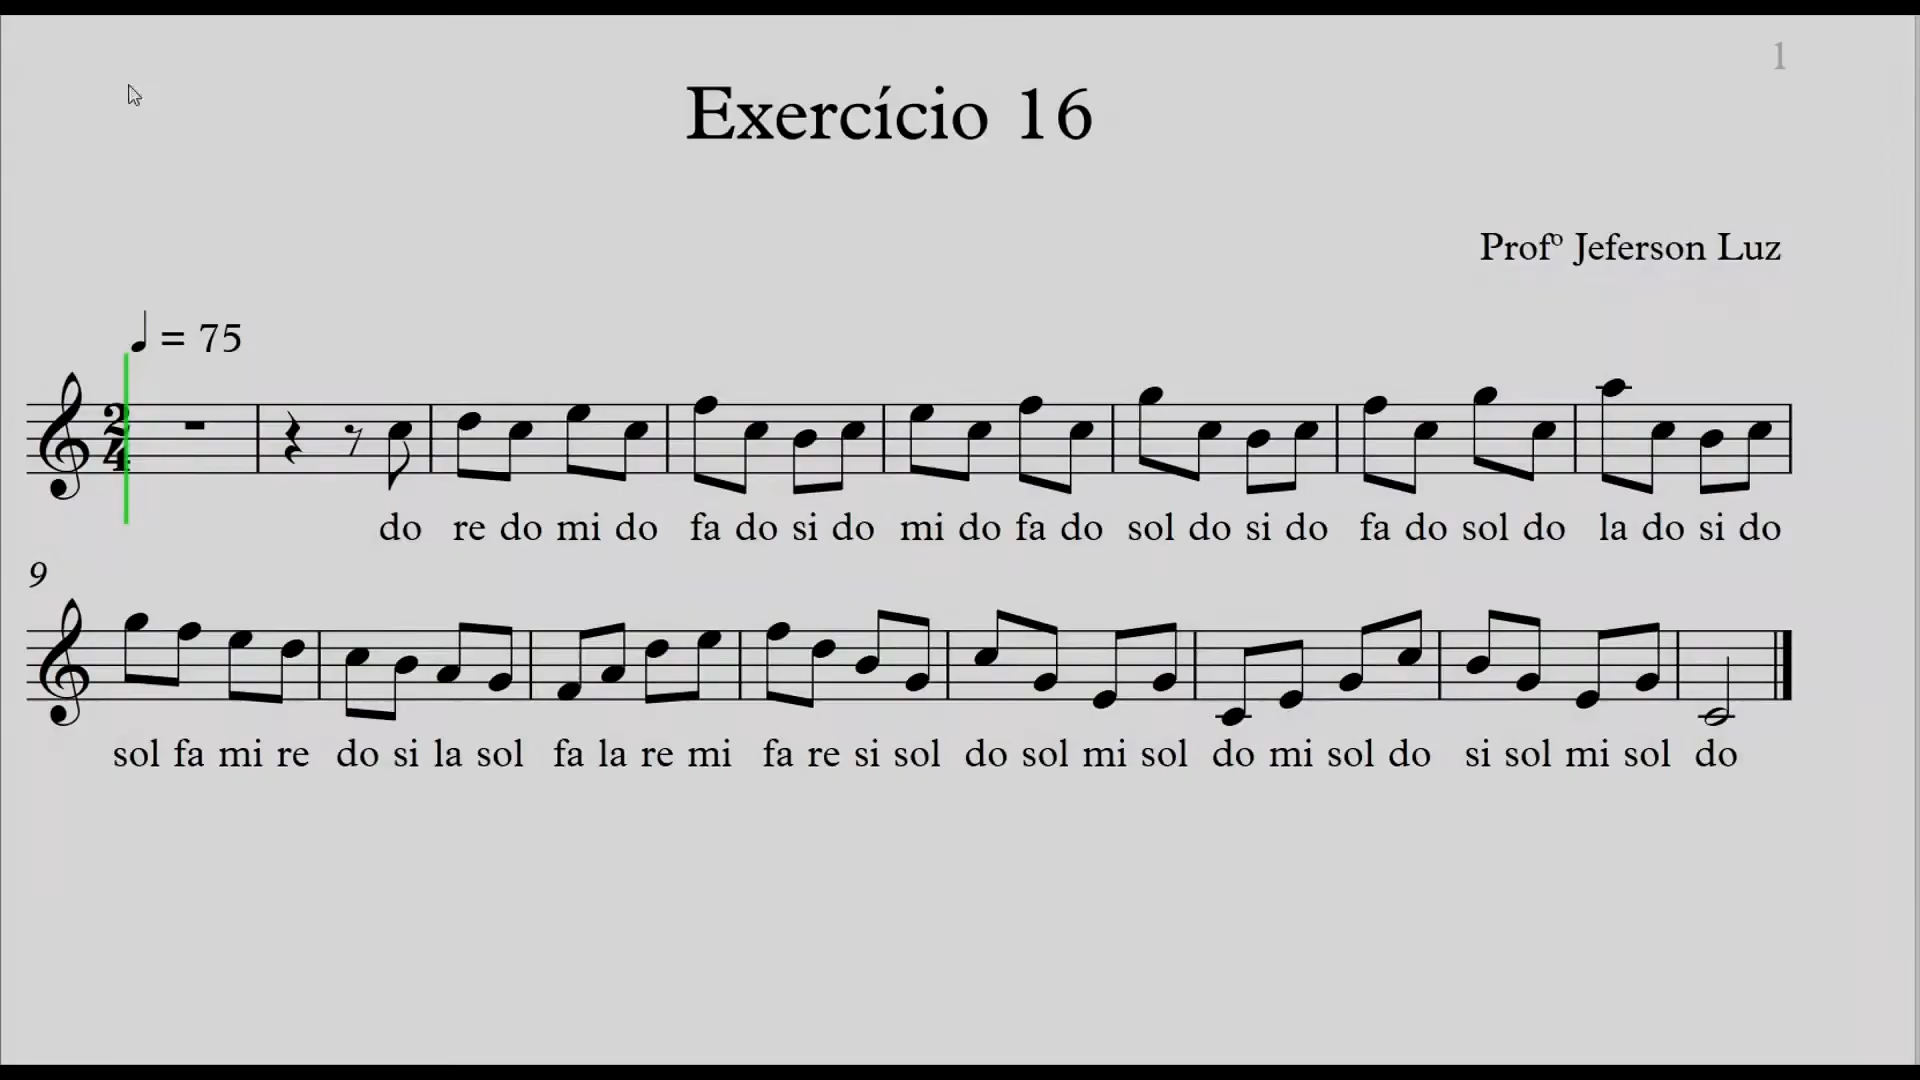 1
Exercício 16
Profº Jeferson Luz
♩ = 75
2
4
do re do mi do fa do si do mi do fa do sol do si do fa do sol do la do si do
9
sol fa mi re do si la sol fa la re mi fa re si sol do sol mi sol do mi sol do si sol mi sol do